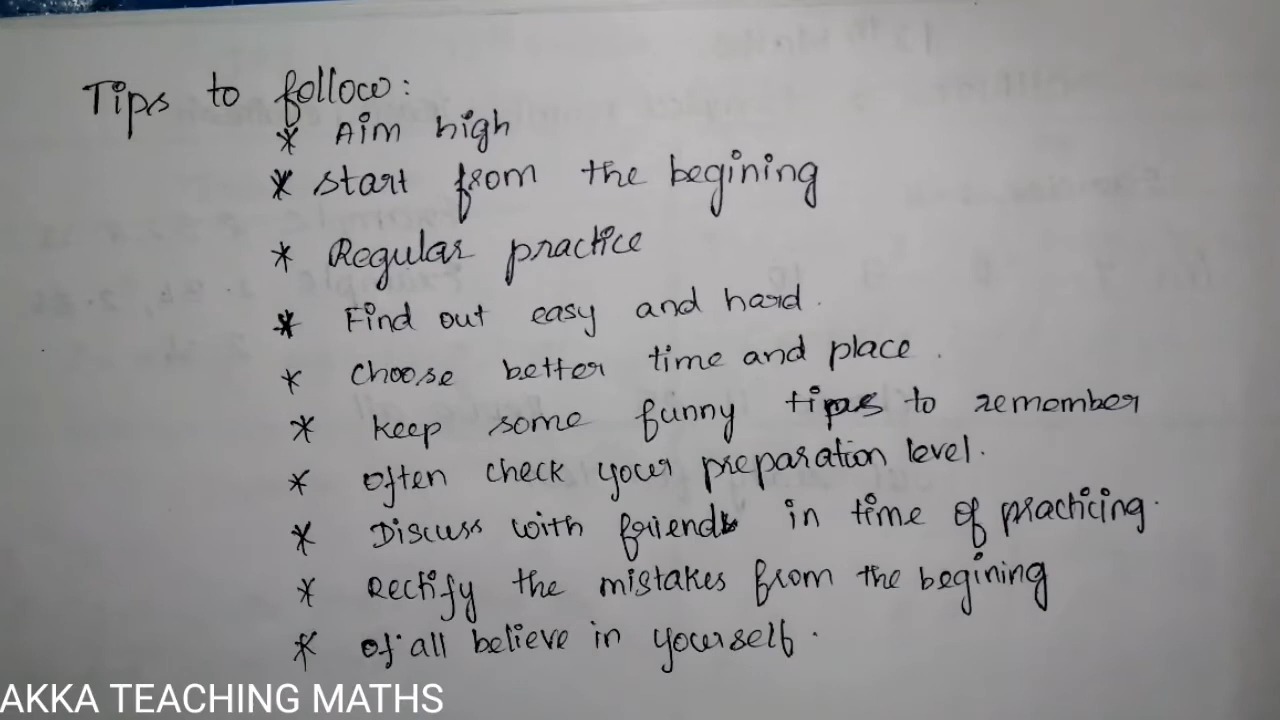 Tips to follow:
* Aim high
* start from the begining
* Regular practice
* Find out easy and hard.
* choose better time and place.
* keep some funny tips to remember
* often check your preparation level.
* Discuss with friends in time of practicing.
* Rectify the mistakes from the begining
* of all believe in yourself.
AKKA TEACHING MATHS